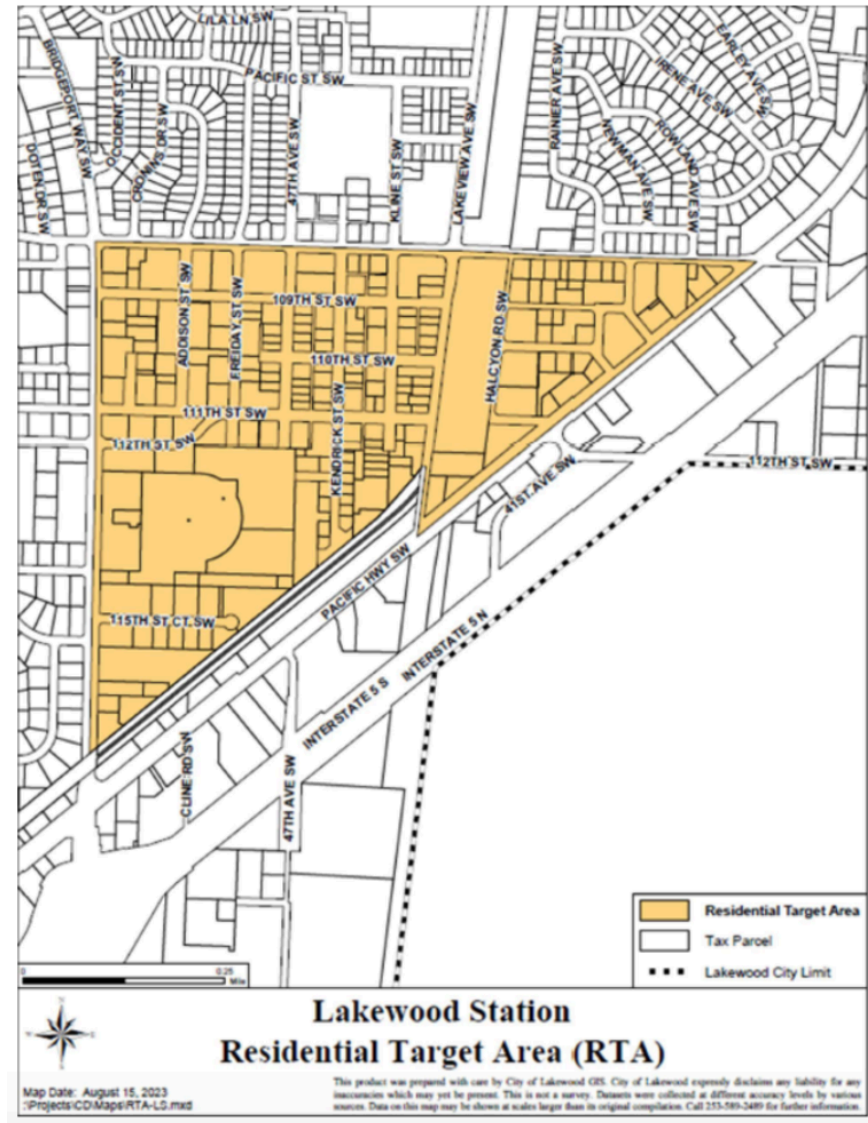 LILA LN SW
BRIDGEPORT WAY SW
OCCIDENT ST SW
PACIFIC ST SW
EARLEY AVE SW
IRENE AVE SW
DOTEN DR SW
CRONINS DR SW
47TH AVE SW
KLINE ST SW
LAKEVIEW AVE SW
RAINIER AVE SW
NEWMAN AVE SW
ROWLAND AVE SW
ADDISON ST SW
FREIDAY ST SW
109TH ST SW
HALCYON RD SW
110TH ST SW
111TH ST SW
112TH ST SW
KENDRICK ST SW
112TH ST SW
41ST AVE SW
PACIFIC HWY SW
115TH ST CT SW
INTERSTATE 5 N
INTERSTATE 5 S
CLINE RD SW
47TH AVE SW
Residential Target Area
Tax Parcel
Lakewood City Limit
0 0.25
Mile
Lakewood Station
Residential Target Area (RTA)
Map Date: August 15, 2023
:\Projects\CD\Maps\RTA-LS.mxd
This product was prepared with care by City of Lakewood GIS. City of Lakewood expressly disclaims any liability for any
inaccuracies which may yet be present. This is not a survey. Datasets were collected at different accuracy levels by various
sources. Data on this map may be shown at scales larger than its original compilation. Call 253-589-2489 for further information.